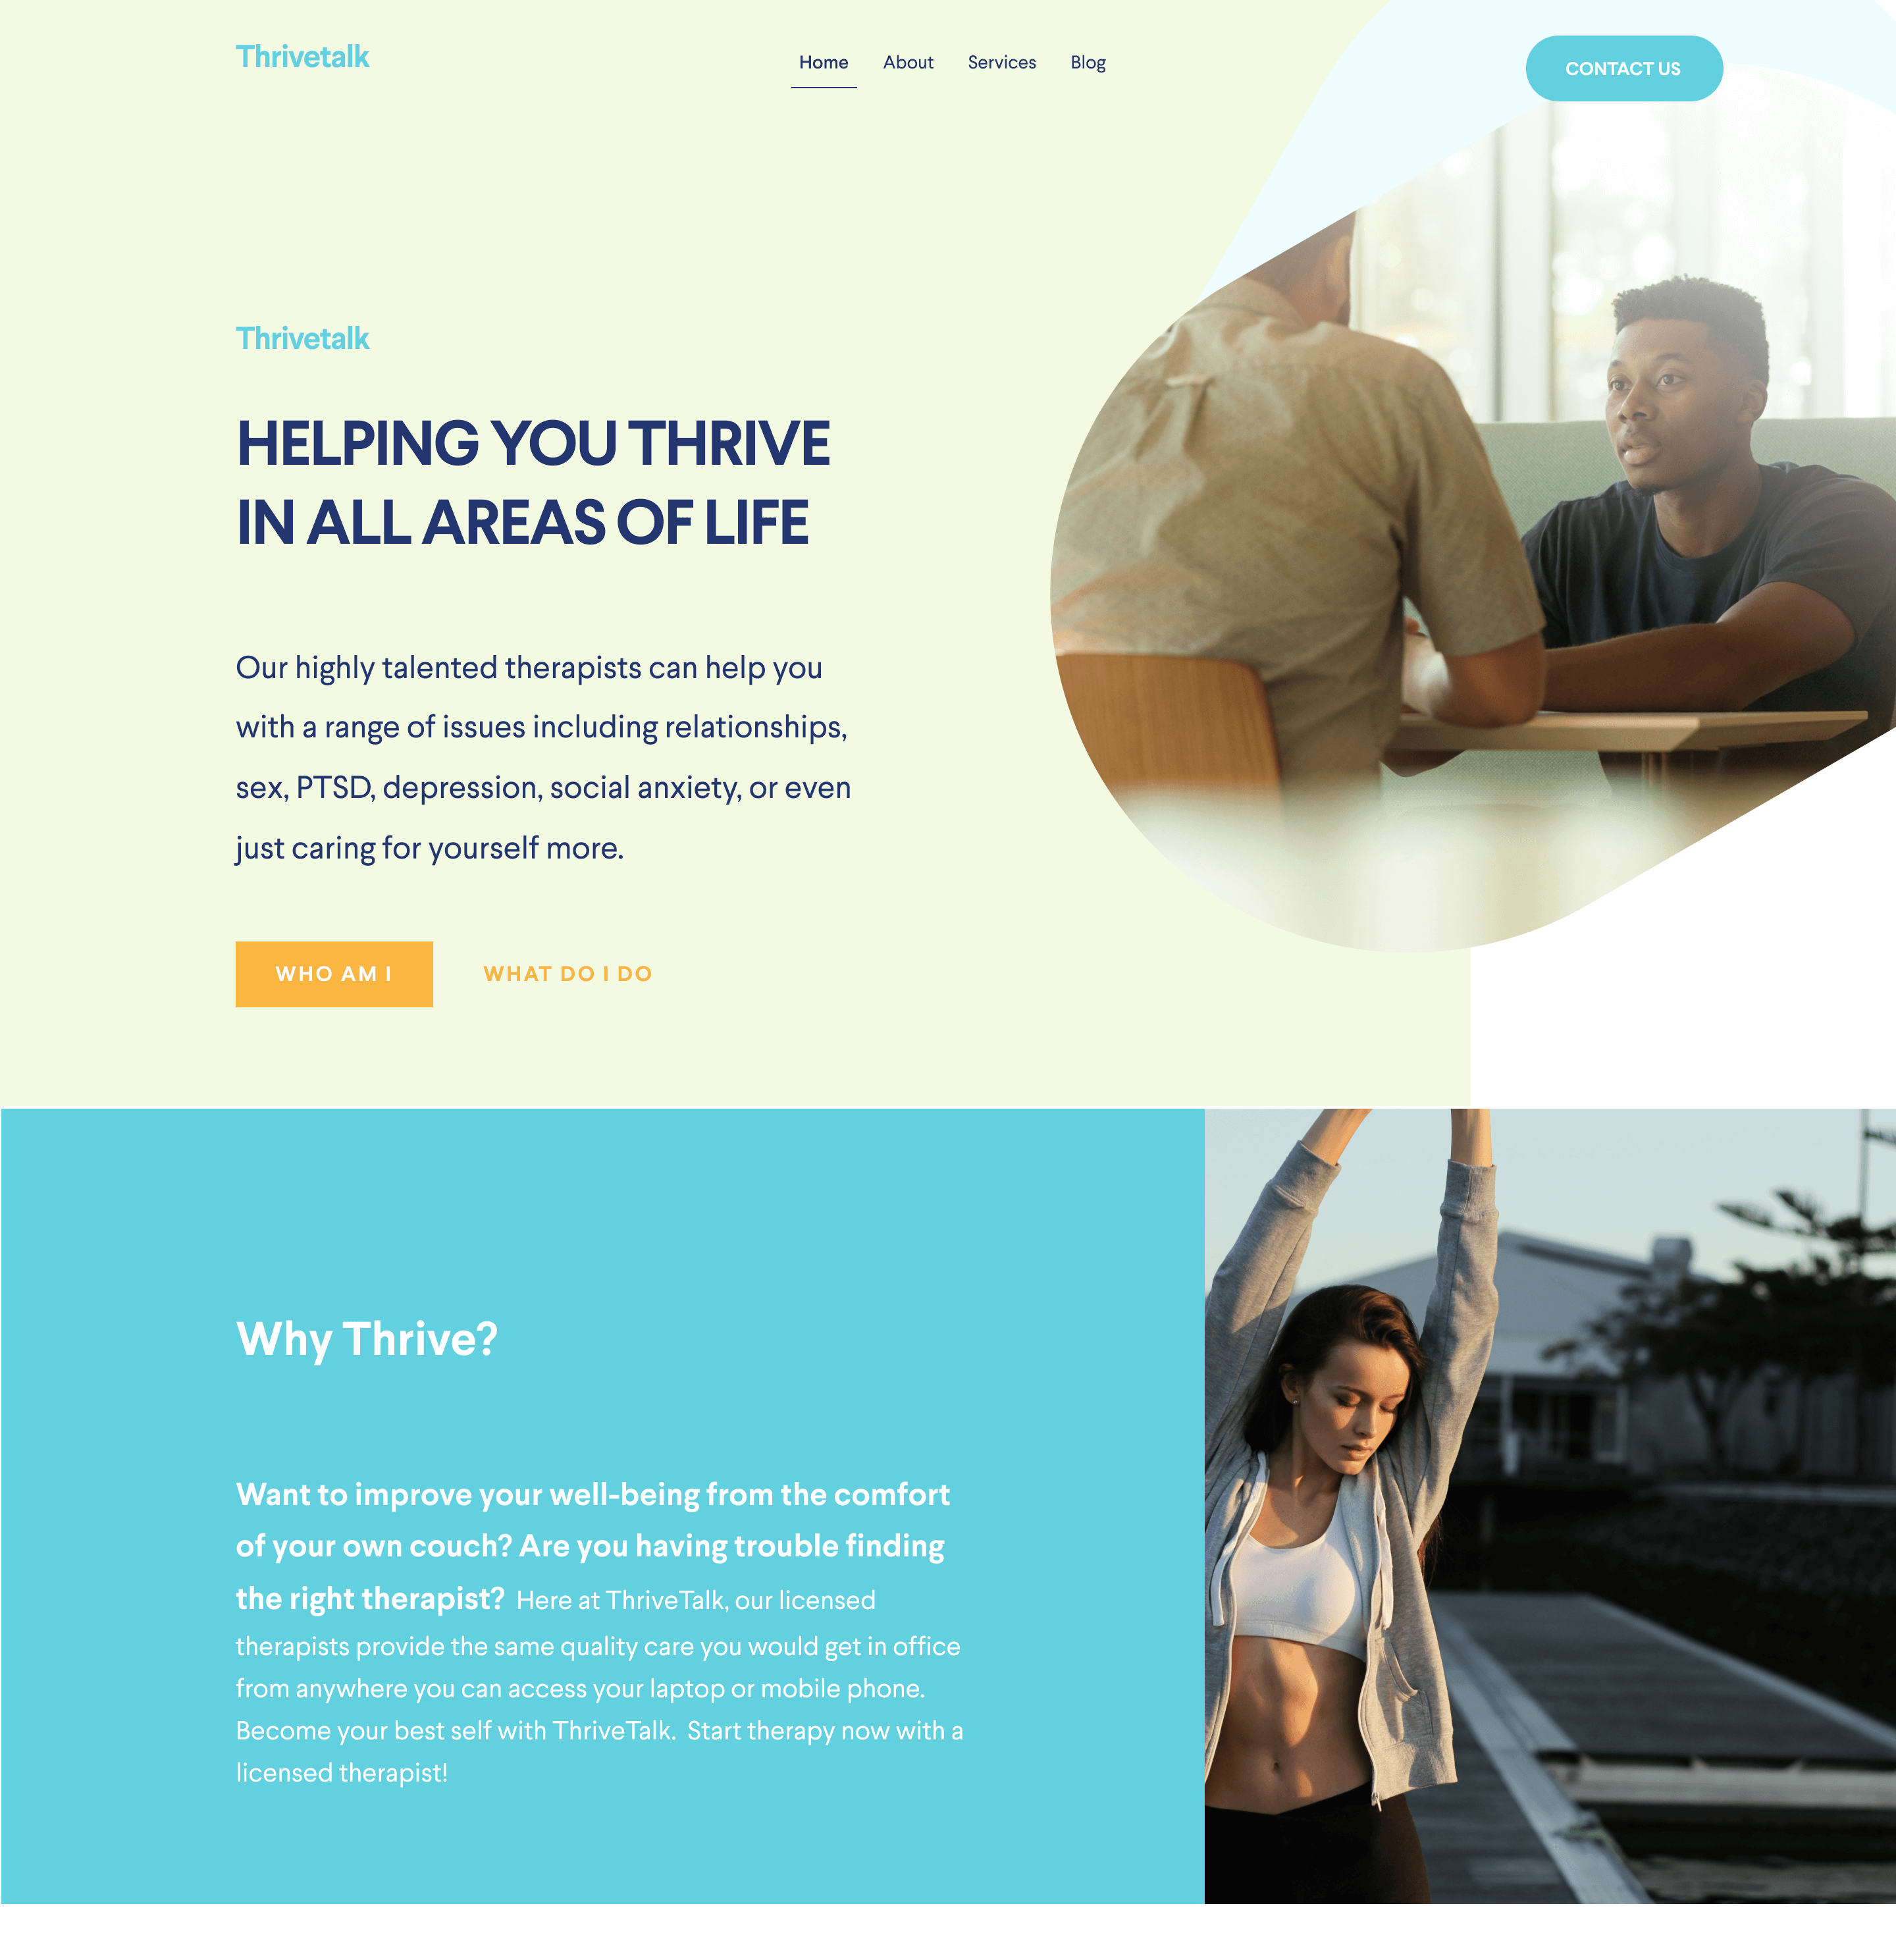 Thrivetalk
Home About Services Blog
CONTACT US
Thrivetalk
HELPING YOU THRIVE
IN ALL AREAS OF LIFE
Our highly talented therapists can help you
with a range of issues including relationships,
sex, PTSD, depression, social anxiety, or even
just caring for yourself more.
WHO AM I
WHAT DO I DO
Why Thrive?
Want to improve your well-being from the comfort
of your own couch? Are you having trouble finding
the right therapist? Here at ThriveTalk, our licensed
therapists provide the same quality care you would get in office
from anywhere you can access your laptop or mobile phone.
Become your best self with ThriveTalk. Start therapy now with a
licensed therapist!